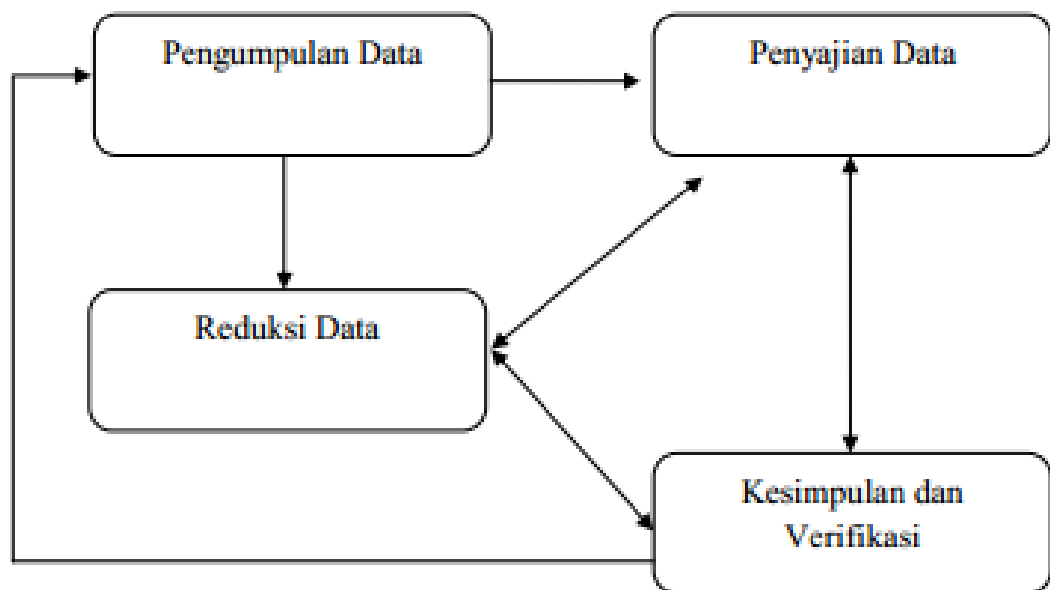 Pengumpulan Data
Penyajian Data
Reduksi Data
Kesimpulan dan
Verifikasi